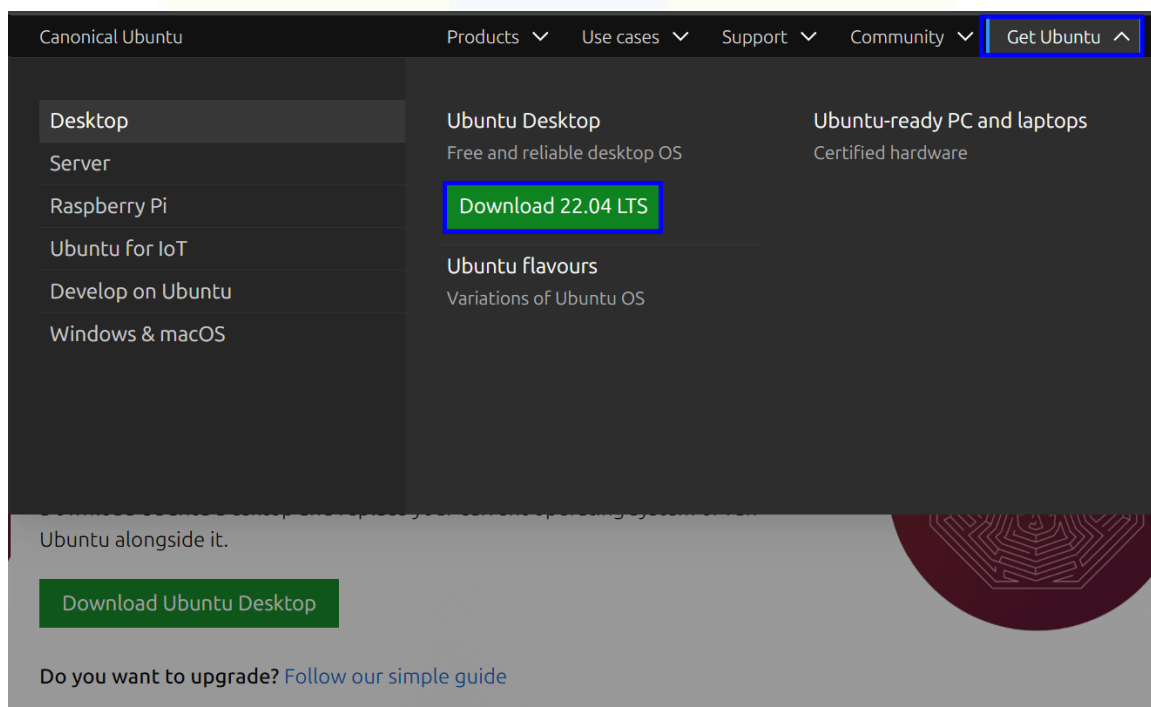 Canonical Ubuntu
Products
Use cases
Support
Community
Get Ubuntu
Desktop
Server
Raspberry Pi
Ubuntu for IoT
Develop on Ubuntu
Windows & macOS
Ubuntu Desktop
Free and reliable desktop OS
Download 22.04 LTS
Ubuntu flavours
Variations of Ubuntu OS
Ubuntu-ready PC and laptops
Certified hardware
Ubuntu alongside it.
Download Ubuntu Desktop
Do you want to upgrade? Follow our simple guide